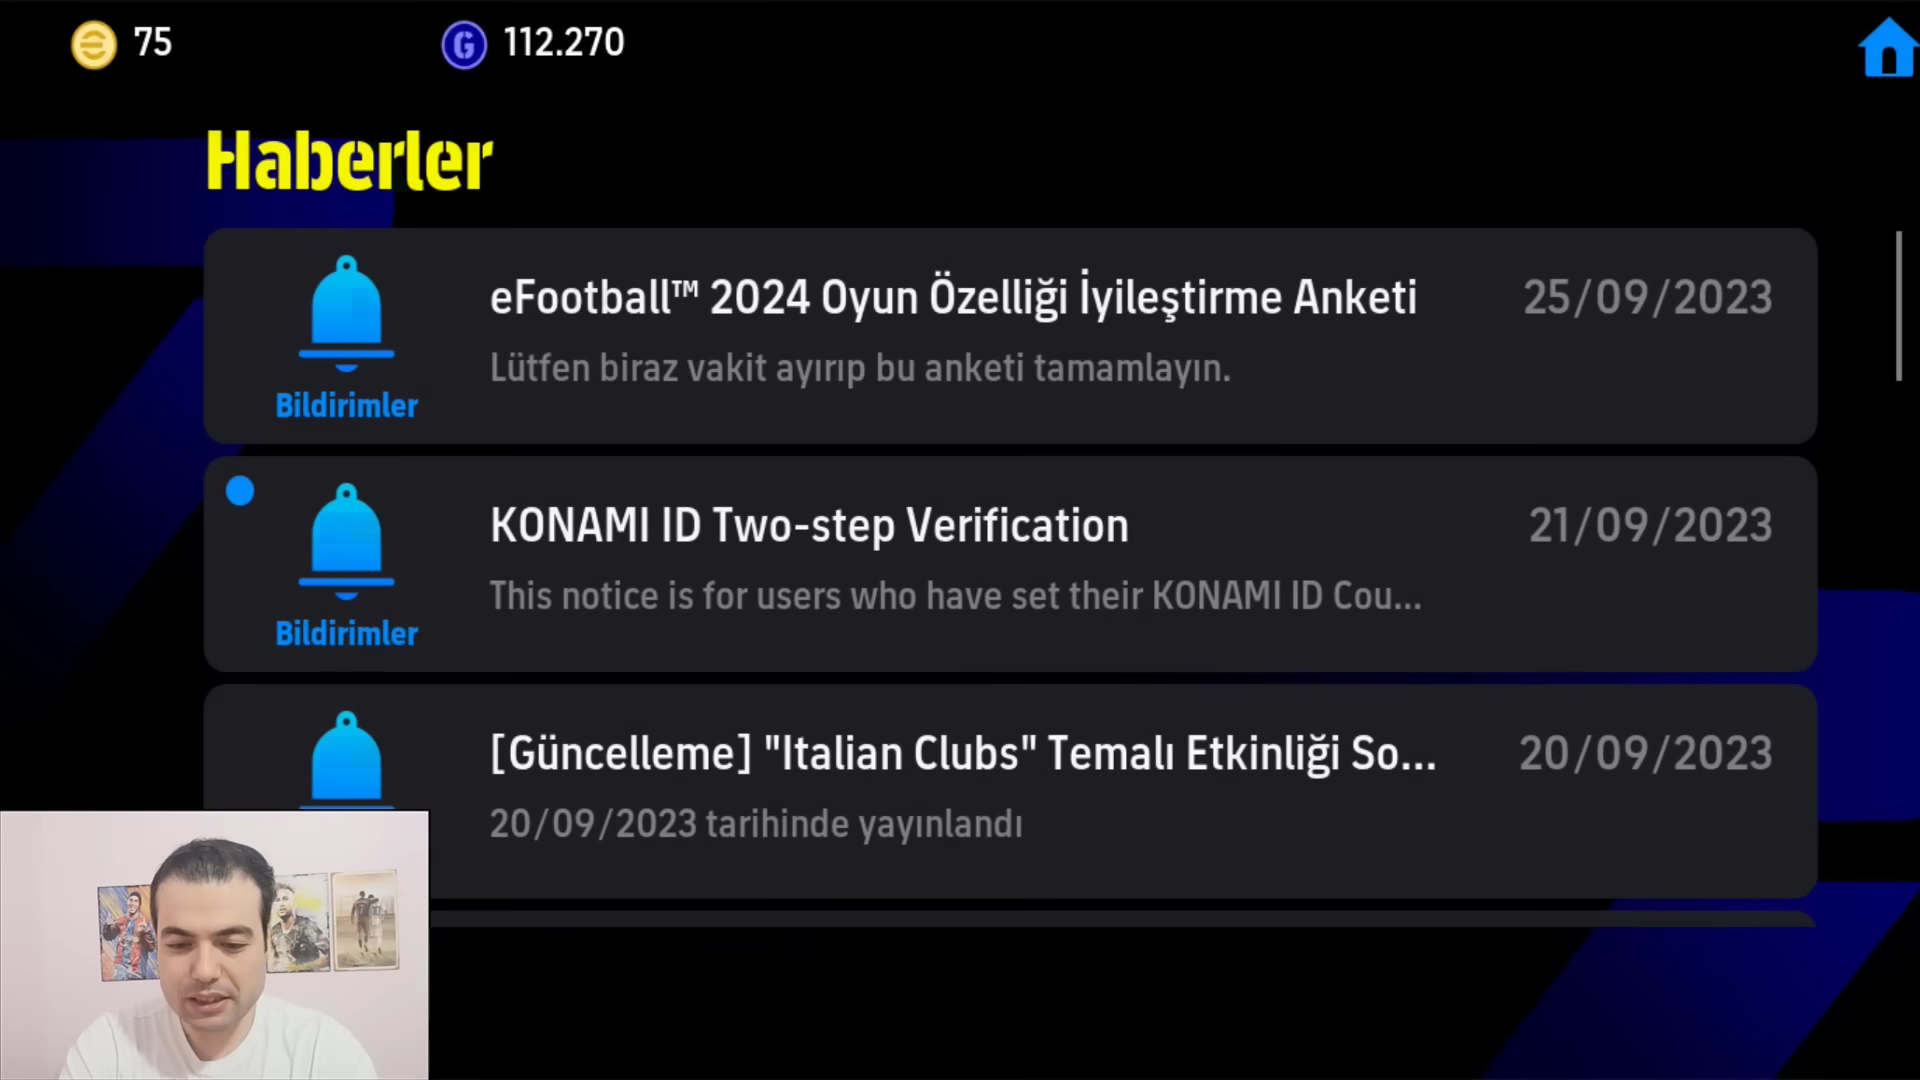 75
112.270
Haberler
eFootball™ 2024 Oyun Özelliği İyileştirme Anketi
25/09/2023
Lütfen biraz vakit ayırıp bu anketi tamamlayın.
Bildirimler
KONAMI ID Two-step Verification
21/09/2023
This notice is for users who have set their KONAMI ID Cou...
Bildirimler
[Güncelleme] "Italian Clubs" Temalı Etkinliği So...
20/09/2023
20/09/2023 tarihinde yayınlandı